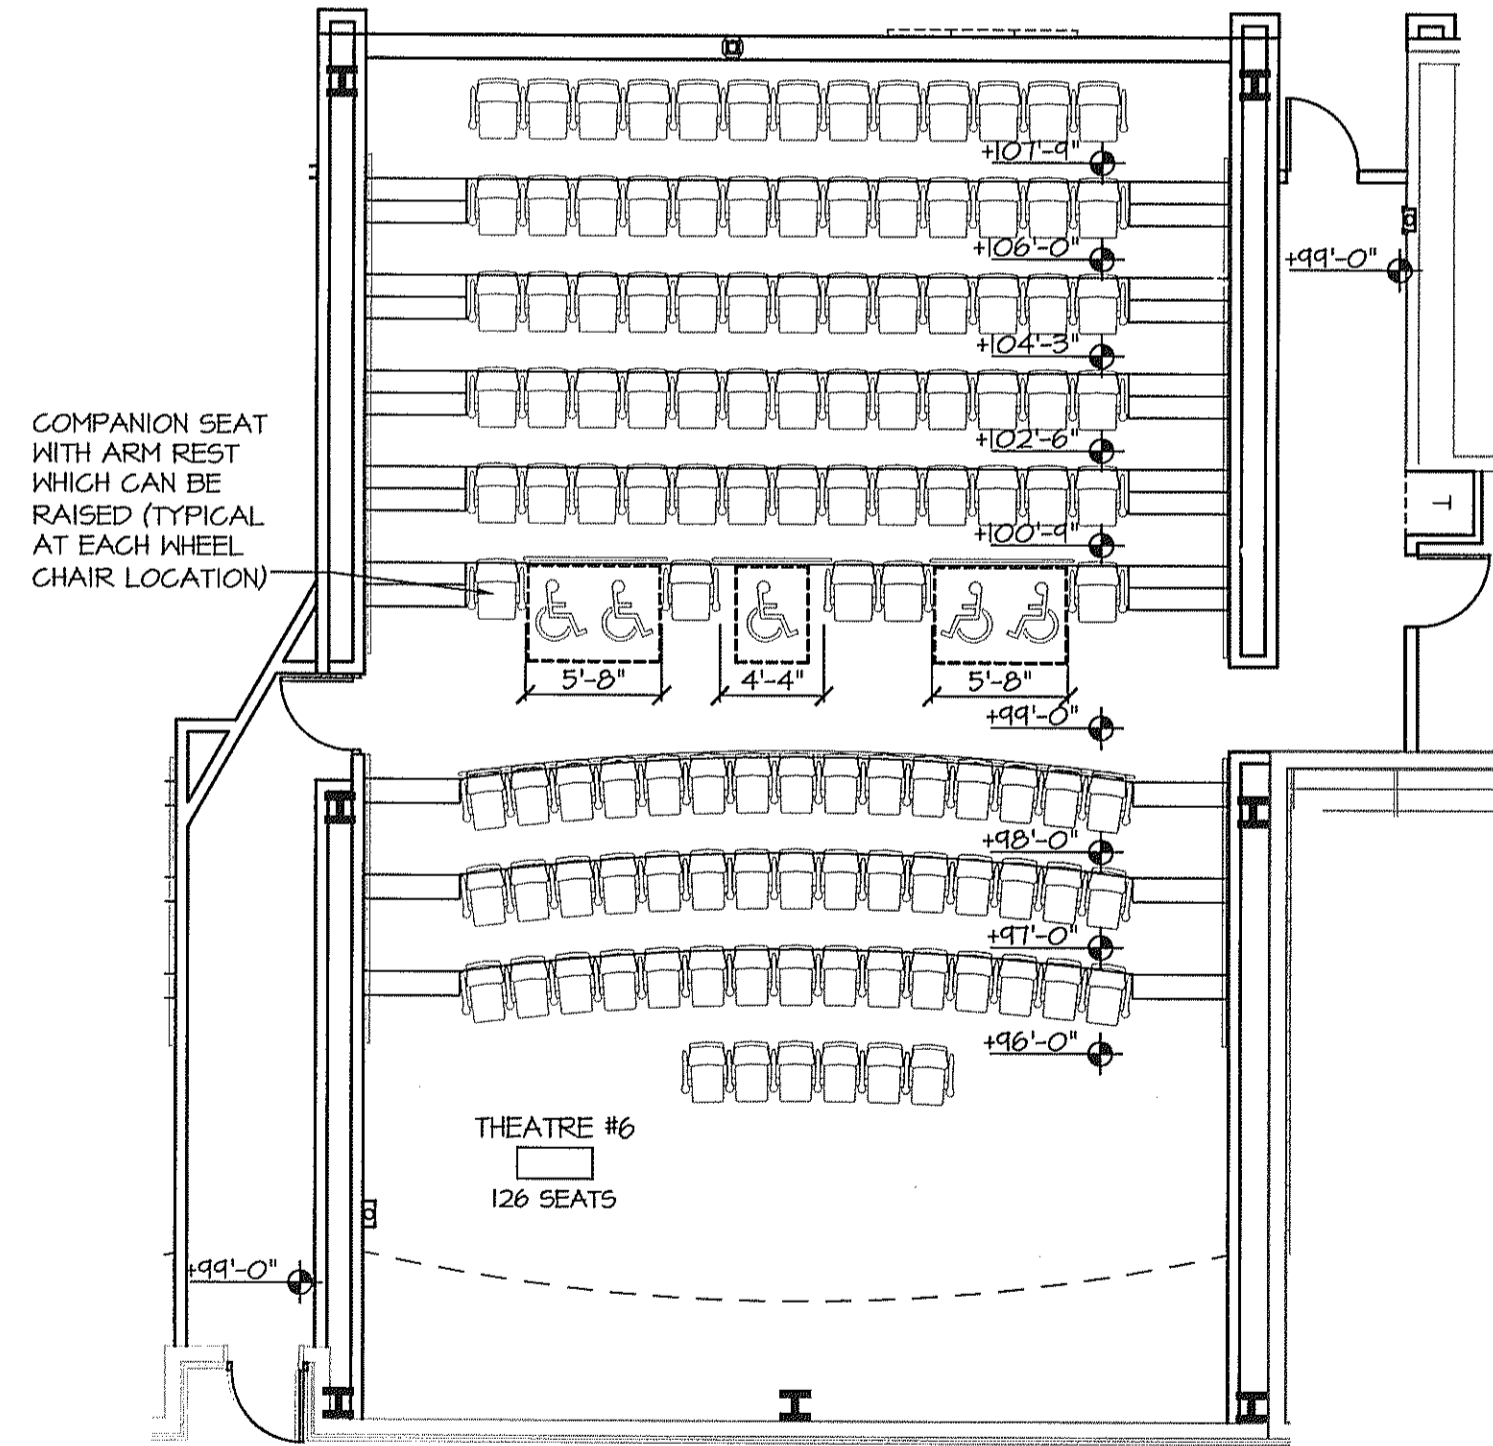 +107'-9"
+106'-0"
+99'-0"
+104'-3"
COMPANION SEAT
WITH ARM REST
WHICH CAN BE
RAISED (TYPICAL
AT EACH WHEEL
CHAIR LOCATION)
+102'-6"
T
+100'-9"
5'-8"
4'-4"
5'-8"
+99'-0"
+98'-0"
+97'-0"
+96'-0"
THEATRE #6
126 SEATS
+99'-0"